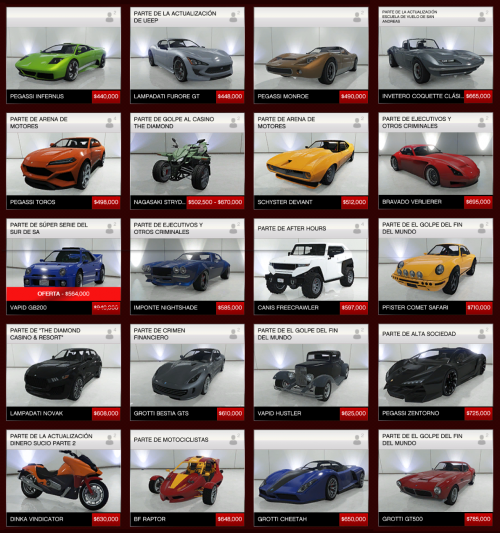 PARTE DE LA ACTUALIZACIÓN
DE UEEP
PARTE DE LA ACTUALIZACIÓN
ESCUELA DE VUELO DE SAN
ANDREAS
PEGASSI INFERNUS $440,000
LAMPADATI FURORE GT $448,000
PEGASSI MONROE $490,000
INVETERO COQUETTE CLÁSI... $665,000
PARTE DE ARENA DE
MOTORES
PARTE DE GOLPE AL CASINO
THE DIAMOND
PARTE DE ARENA DE
MOTORES
PARTE DE EJECUTIVOS Y
OTROS CRIMINALES
PEGASSI TOROS $498,000
NAGASAKI STRYD... $502,500 - $670,000
SCHYSTER DEVIANT $512,000
BRAVADO VERLIERER $695,000
PARTE DE SÚPER SERIE DEL
SUR DE SA
PARTE DE EJECUTIVOS Y
OTROS CRIMINALES
PARTE DE AFTER HOURS
PARTE DE EL GOLPE DEL FIN
DEL MUNDO
OFERTA - $564,000
VAPID GB200
IMPONTE NIGHTSHADE $585,000
CANIS FREECRAWLER $597,000
PFISTER COMET SAFARI $710,000
PARTE DE "THE DIAMOND
CASINO & RESORT"
PARTE DE CRIMEN
FINANCIERO
PARTE DE EL GOLPE DEL FIN
DEL MUNDO
PARTE DE ALTA SOCIEDAD
LAMPADATI NOVAK $608,000
GROTTI BESTIA GTS $610,000
VAPID HUSTLER $625,000
PEGASSI ZENTORNO $725,000
PARTE DE LA ACTUALIZACIÓN
DINERO SUCIO PARTE 2
PARTE DE MOTOCICLISTAS
PARTE DE EL GOLPE DEL FIN
DEL MUNDO
DINKA VINDICATOR $630,000
BF RAPTOR $648,000
GROTTI CHEETAH $650,000
GROTTI GT500 $785,000